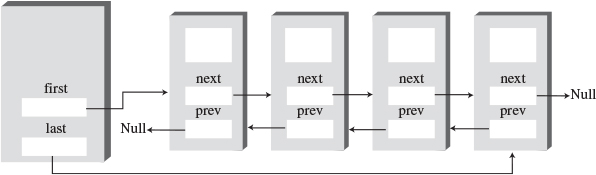 next next next next
first
Null
prev prev prev prev
last
Null